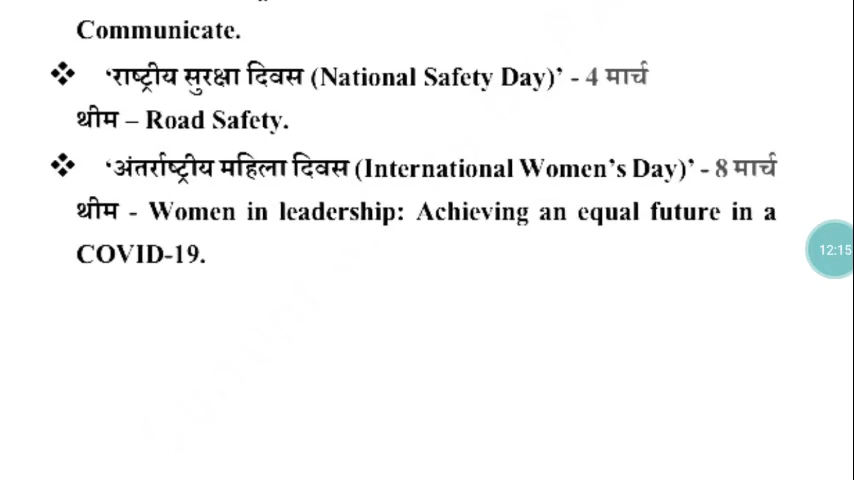 Communicate.
❖ ‘राष्ट्रीय सुरक्षा दिवस (National Safety Day)’ - 4 मार्च
थीम – Road Safety.
❖ ‘अंतर्राष्ट्रीय महिला दिवस (International Women’s Day)’ - 8 मार्च
थीम - Women in leadership: Achieving an equal future in a
COVID-19.
12:15